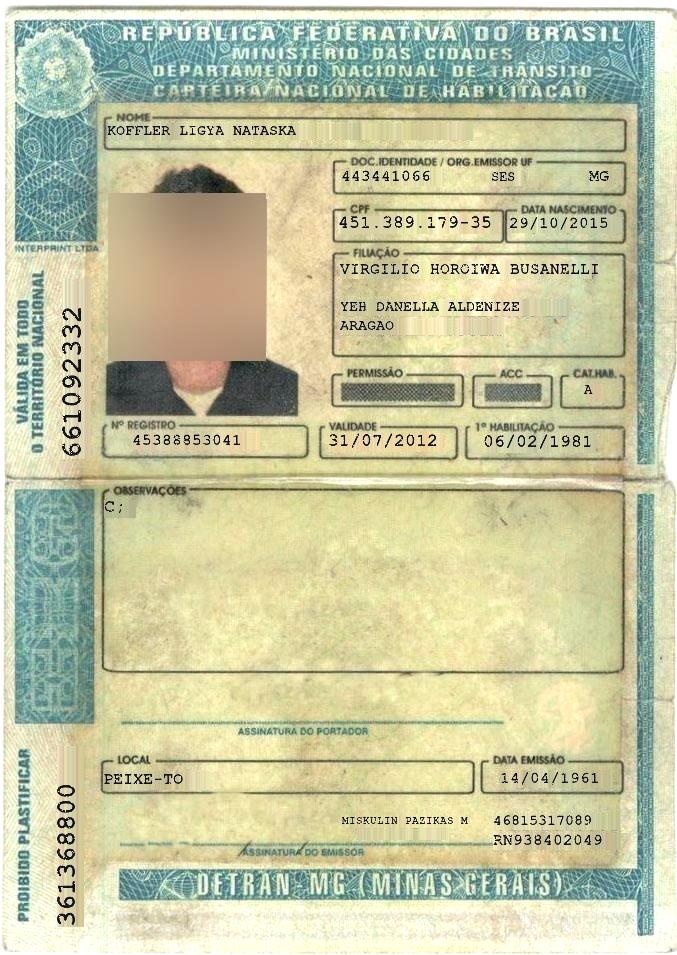 REPÚBLICA FEDERATIVA DO BRASIL
MINISTÉRIO DAS CIDADES
DEPARTAMENTO NACIONAL DE TRÂNSITO
CARTEIRA NACIONAL DE HABILITAÇÃO
NOME
KOFFLER LIGYA NATASKA
DOC.IDENTIDADE / ORG.EMISSOR UF
443441066 SES MG
CPF DATA NASCIMENTO
451.389.179-35 29/10/2015
FILIAÇÃO
VIRGILIO HOROIWA BUSANELLI
YEH DANELLA ALDENIZE
ARAGAO
PERMISSÃO ACC CAT.HAB.
A
Nº REGISTRO VALIDADE 1ª HABILITAÇÃO
45388853041 31/07/2012 06/02/1981
INTERPRINT LTDA
VÁLIDA EM TODO
O TERRITÓRIO NACIONAL
661092332
OBSERVAÇÕES
C;
ASSINATURA DO PORTADOR
LOCAL DATA EMISSÃO
PEIXE-TO 14/04/1961
MISKULIN PAZIKAS M 46815317089
RN938402049
ASSINATURA DO EMISSOR
PROIBIDO PLASTIFICAR
361368800
DETRAN-MG (MINAS GERAIS)